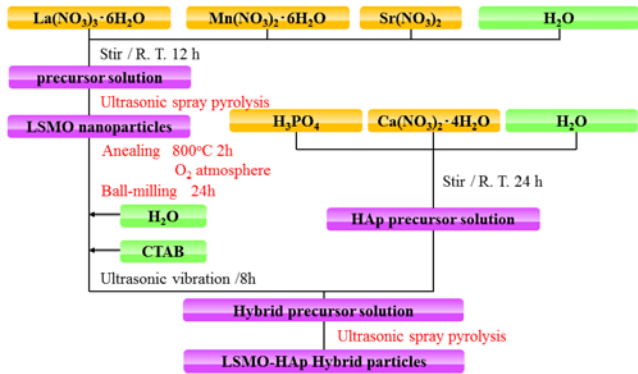 La(NO₃)₃·6H₂O
Mn(NO₃)₂·6H₂O
Sr(NO₃)₂
H₂O
Stir / R. T. 12 h
precursor solution
Ultrasonic spray pyrolysis
LSMO nanoparticles
H₃PO₄
Ca(NO₃)₂·4H₂O
H₂O
Anealing 800°C 2h
O₂ atmosphere
Ball-milling 24h
Stir / R. T. 24 h
H₂O
HAp precursor solution
CTAB
Ultrasonic vibration /8h
Hybrid precursor solution
Ultrasonic spray pyrolysis
LSMO-HAp Hybrid particles